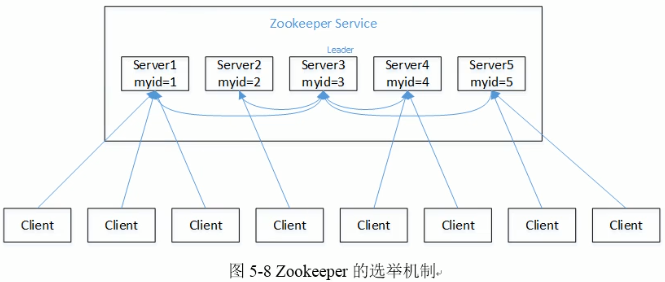 Zookeeper Service
Leader
Server1
myid=1
Server2
myid=2
Server3
myid=3
Server4
myid=4
Server5
myid=5
Client
Client
Client
Client
Client
Client
Client
Client
图 5-8 Zookeeper 的选举机制